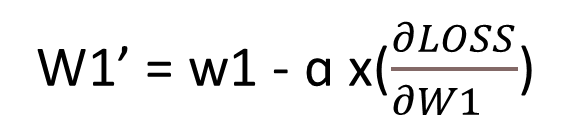 W1’ = w1 - α x(∂LOSS/∂W1)